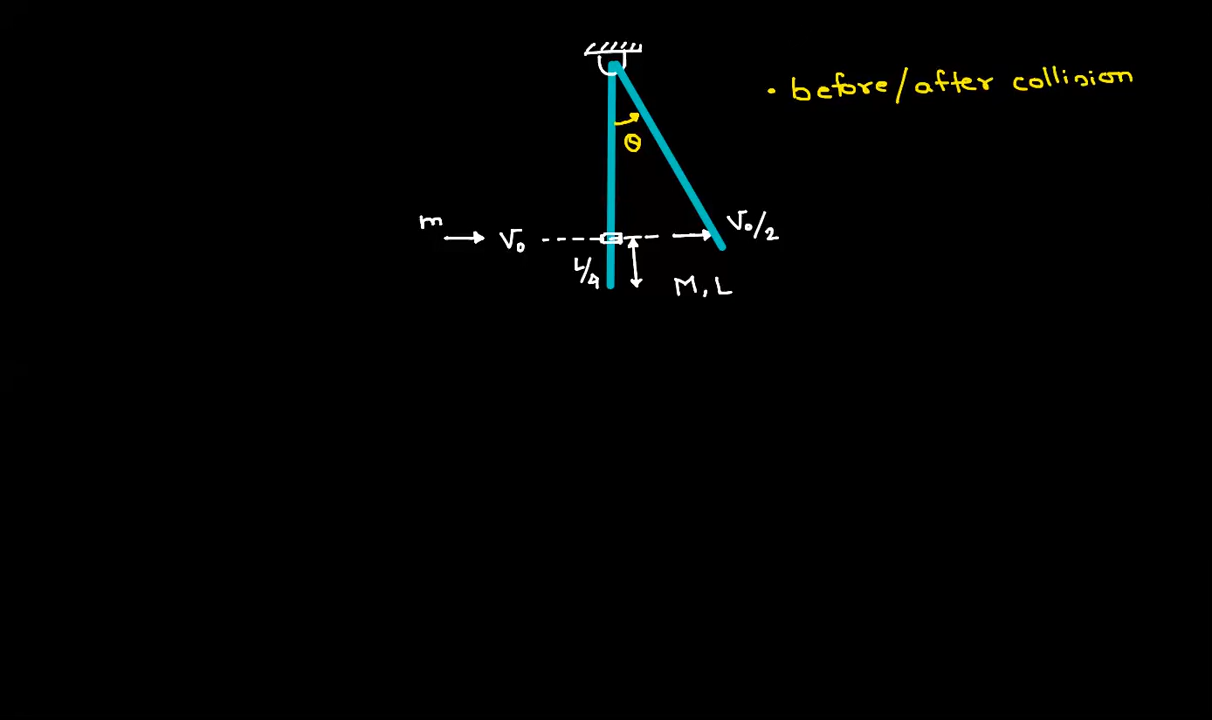 • before/after collision
θ
m → V₀
V₀/2
L/4
M, L